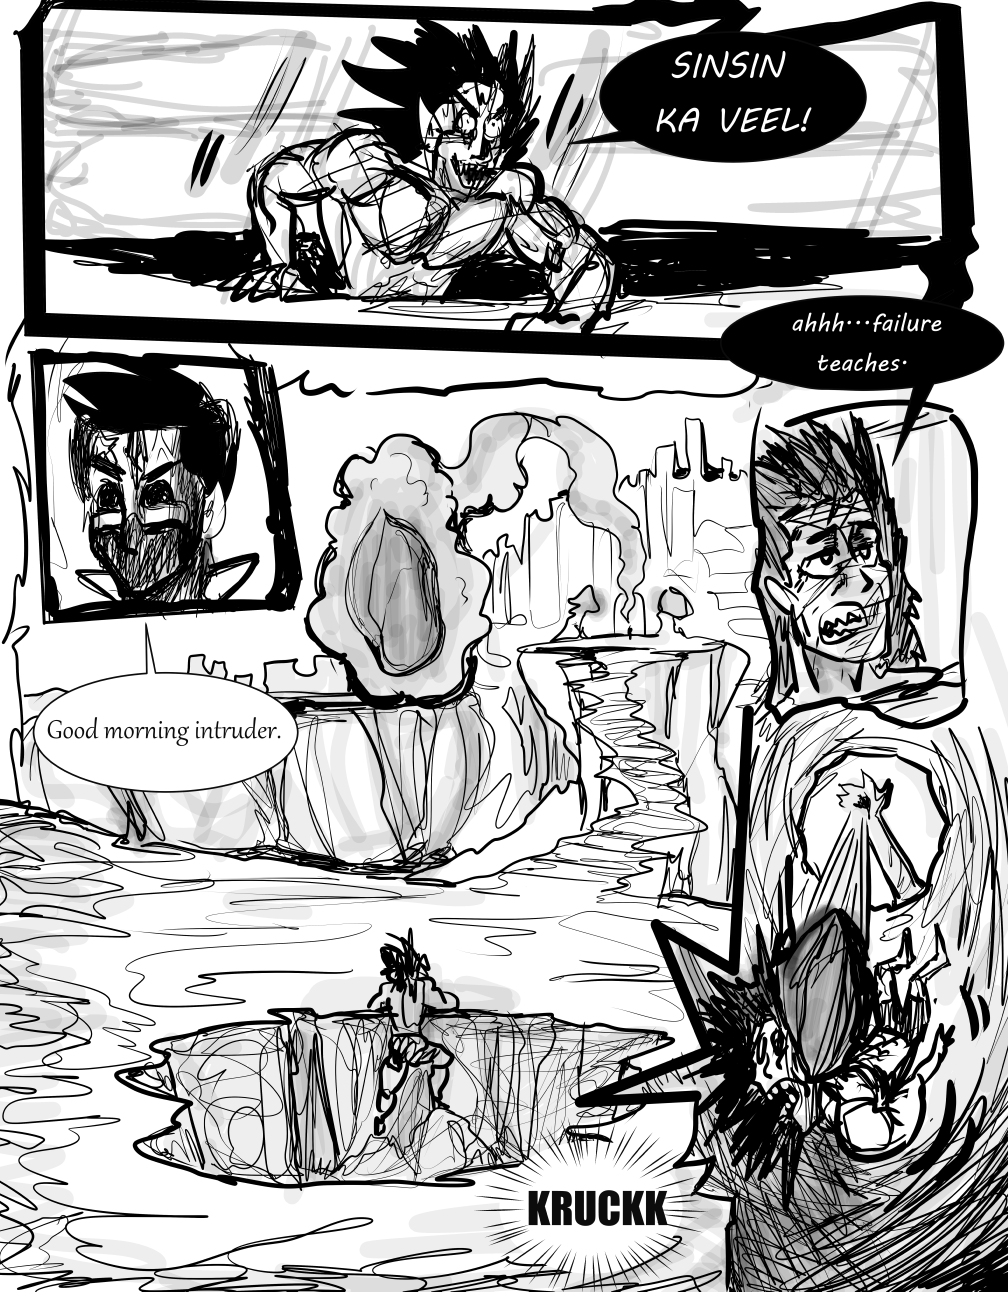 SINSIN
KA VEEL!
ahhh···failure
teaches·
Good morning intruder.
KRUCKK